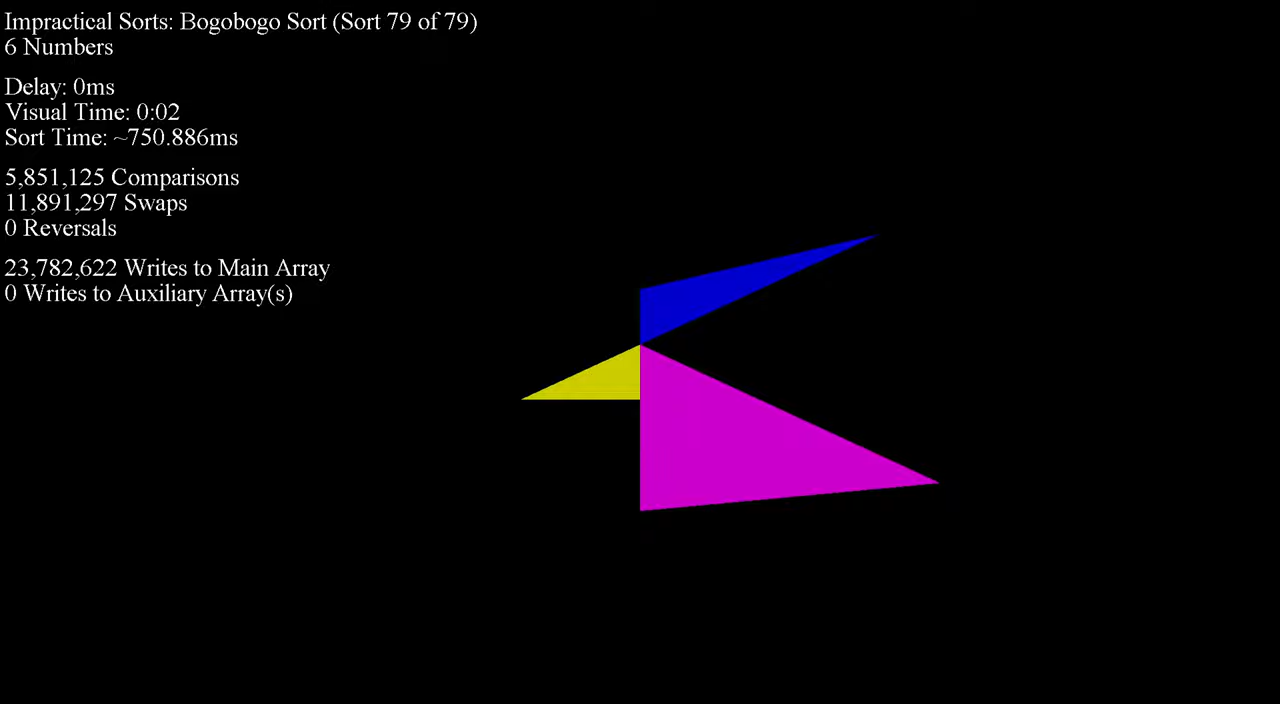 Impractical Sorts: Bogobogo Sort (Sort 79 of 79)
6 Numbers
Delay: 0ms
Visual Time: 0:02
Sort Time: ~750.886ms
5,851,125 Comparisons
11,891,297 Swaps
0 Reversals
23,782,622 Writes to Main Array
0 Writes to Auxiliary Array(s)